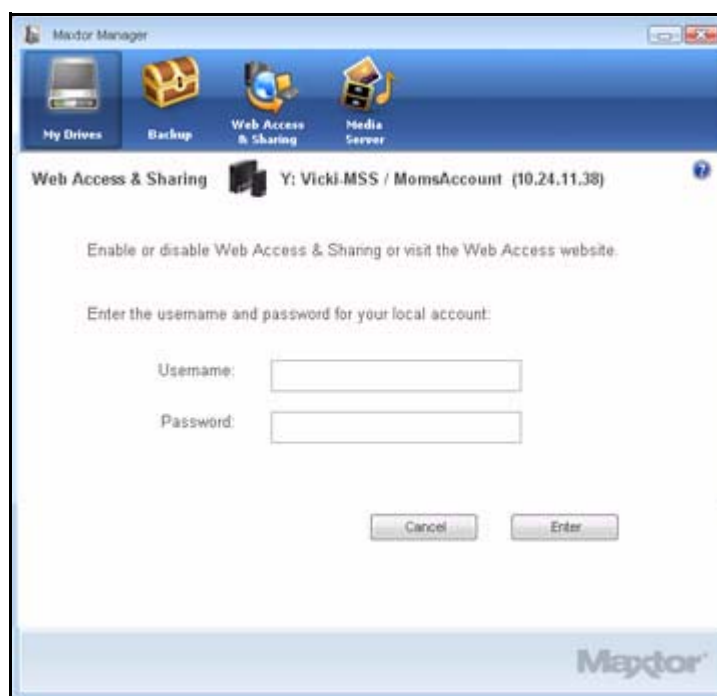 Maxtor Manager
My Drives
Backup
Web Access
& Sharing
Media
Server
Web Access & Sharing
Y: Vicki-MSS / MomsAccount (10.24.11.38)
?
Enable or disable Web Access & Sharing or visit the Web Access website.
Enter the username and password for your local account:
Username:
Password:
Cancel
Enter
Maxtor